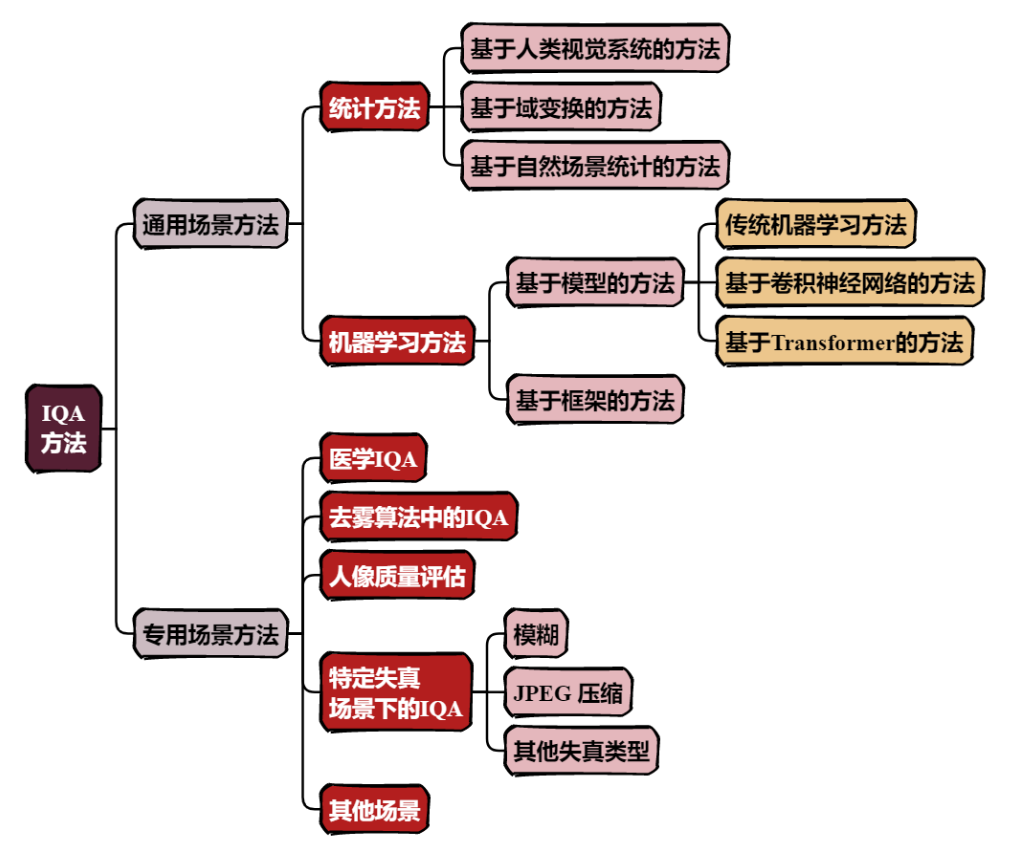 IQA
方法
通用场景方法
统计方法
基于人类视觉系统的方法
基于域变换的方法
基于自然场景统计的方法
机器学习方法
基于模型的方法
传统机器学习方法
基于卷积神经网络的方法
基于Transformer的方法
基于框架的方法
专用场景方法
医学IQA
去雾算法中的IQA
人像质量评估
特定失真
场景下的IQA
模糊
JPEG 压缩
其他失真类型
其他场景